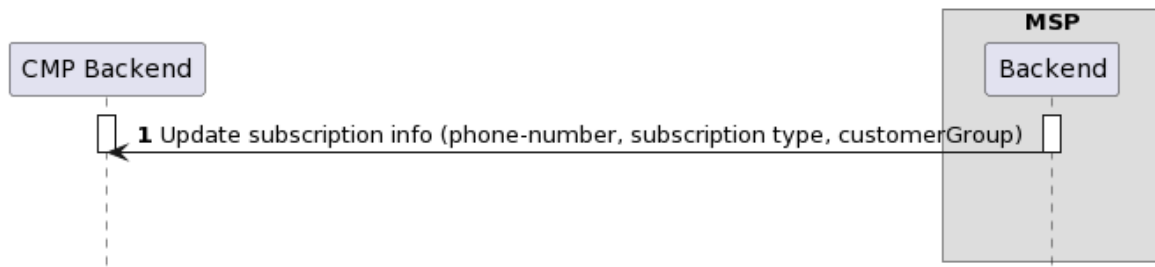 MSP
CMP Backend
Backend
1 Update subscription info (phone-number, subscription type, customerGroup)